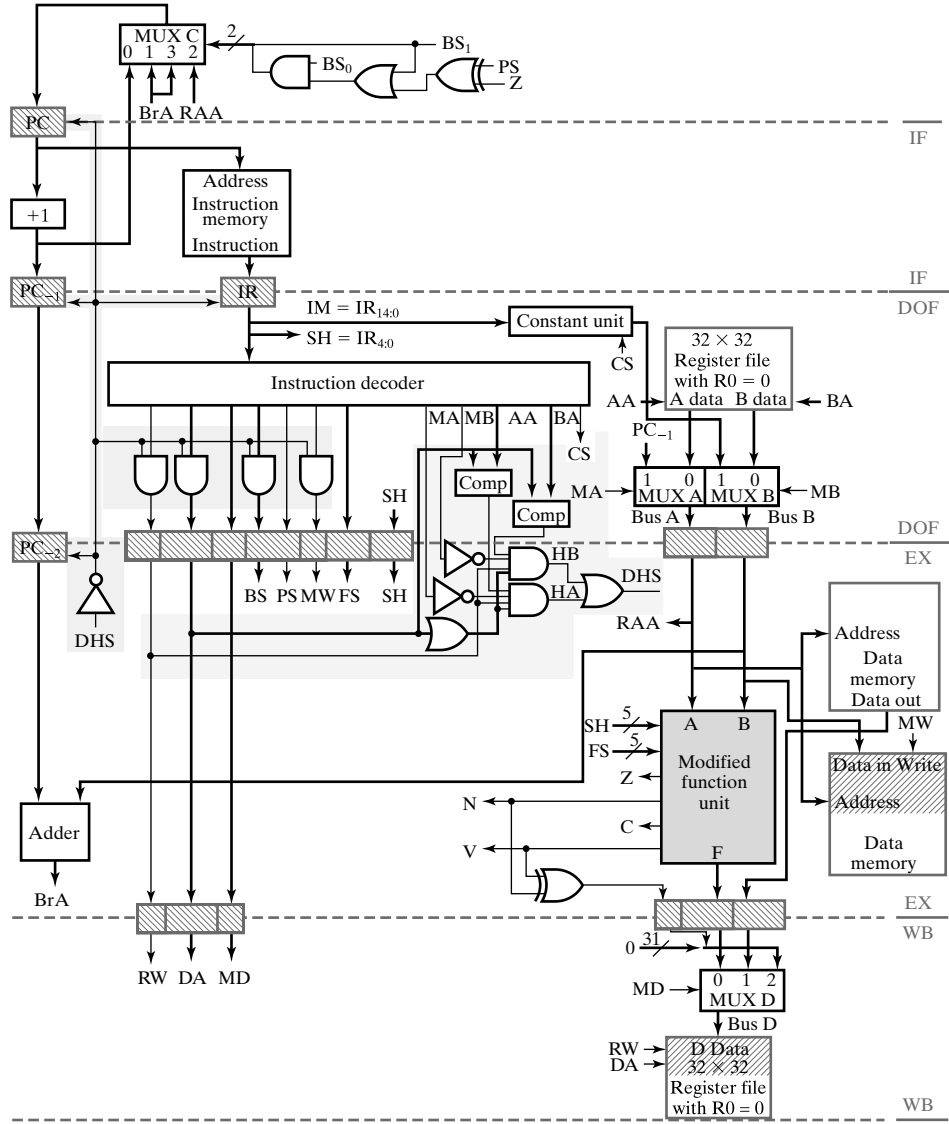 MUX C
0 1 3 2
2
BS1
BS0
PS
Z
BrA RAA
PC
IF
Address
Instruction
memory
Instruction
+1
PC−1
IR
IF
DOF
IM = IR14:0
SH = IR4:0
Constant unit
CS
32 × 32
Register file
with R0 = 0
A data B data
AA
BA
Instruction decoder
MA MB AA BA
CS
PC−1
Comp
Comp
SH
1 0 1 0
MUX A MUX B
MA
MB
Bus A
Bus B
DOF
EX
PC−2
HB
HA
DHS
BS PS MW FS SH
DHS
RAA
Address
Data
memory
Data out
MW
SH 5
FS 5
A B
Modified
function
unit
F
Z
N
C
V
Data in Write
Address
Data
memory
Adder
BrA
EX
WB
0 31
RW DA MD
MD
0 1 2
MUX D
Bus D
RW
DA
D Data
32 × 32
Register file
with R0 = 0
WB